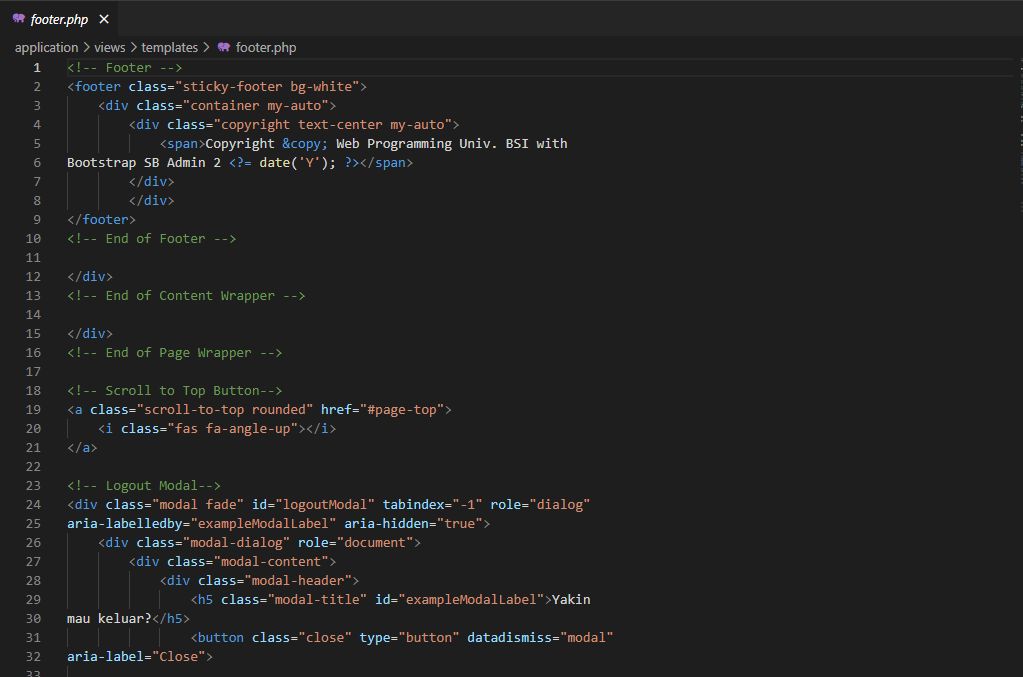 footer.php
application > views > templates > footer.php
1 <!-- Footer -->
2 <footer class="sticky-footer bg-white">
3 <div class="container my-auto">
4 <div class="copyright text-center my-auto">
5 <span>Copyright &copy; Web Programming Univ. BSI with
6 Bootstrap SB Admin 2 <?= date('Y'); ?></span>
7 </div>
8 </div>
9 </footer>
10 <!-- End of Footer -->
11
12 </div>
13 <!-- End of Content Wrapper -->
14
15 </div>
16 <!-- End of Page Wrapper -->
17
18 <!-- Scroll to Top Button-->
19 <a class="scroll-to-top rounded" href="#page-top">
20 <i class="fas fa-angle-up"></i>
21 </a>
22
23 <!-- Logout Modal-->
24 <div class="modal fade" id="logoutModal" tabindex="-1" role="dialog"
25 aria-labelledby="exampleModalLabel" aria-hidden="true">
26 <div class="modal-dialog" role="document">
27 <div class="modal-content">
28 <div class="modal-header">
29 <h5 class="modal-title" id="exampleModalLabel">Yakin
30 mau keluar?</h5>
31 <button class="close" type="button" datadismiss="modal"
32 aria-label="Close">
33